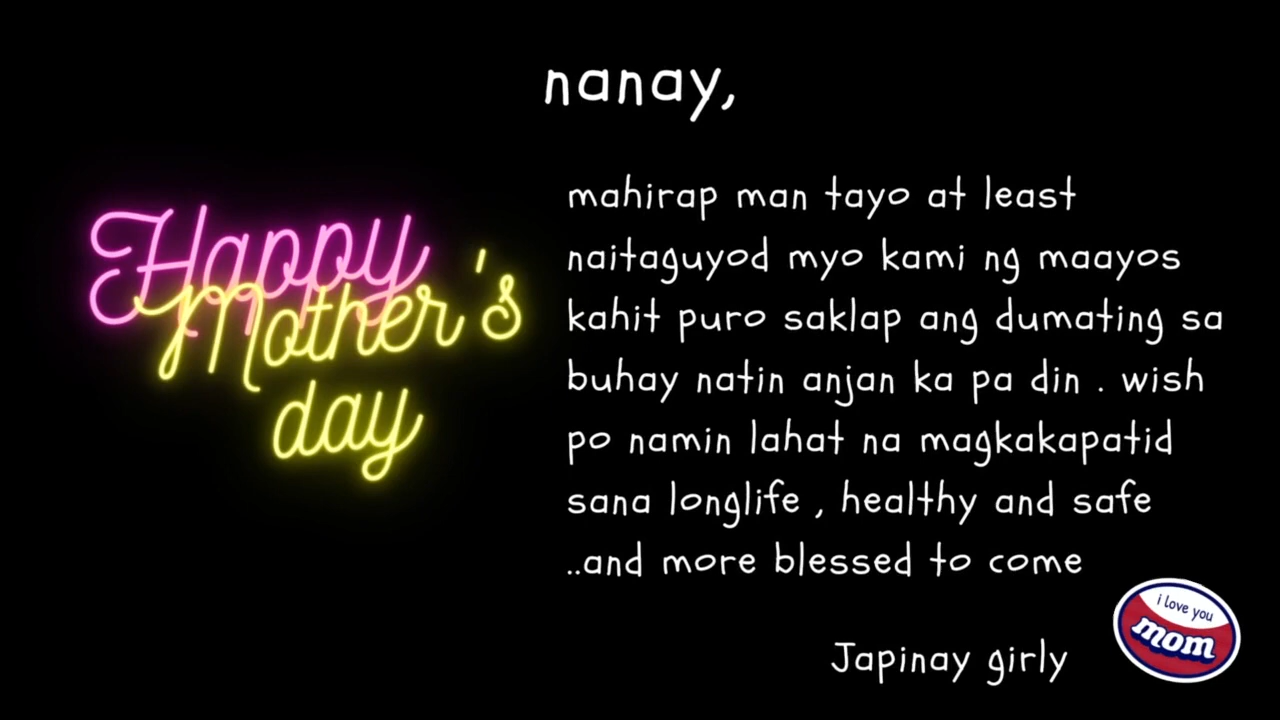 nanay,
Happy
Mother's
day
mahirap man tayo at least
naitaguyod myo kami ng maayos
kahit puro saklap ang dumating sa
buhay natin anjan ka pa din . wish
po namin lahat na magkakapatid
sana longlife , healthy and safe
..and more blessed to come
Japinay girly
i love you
mom